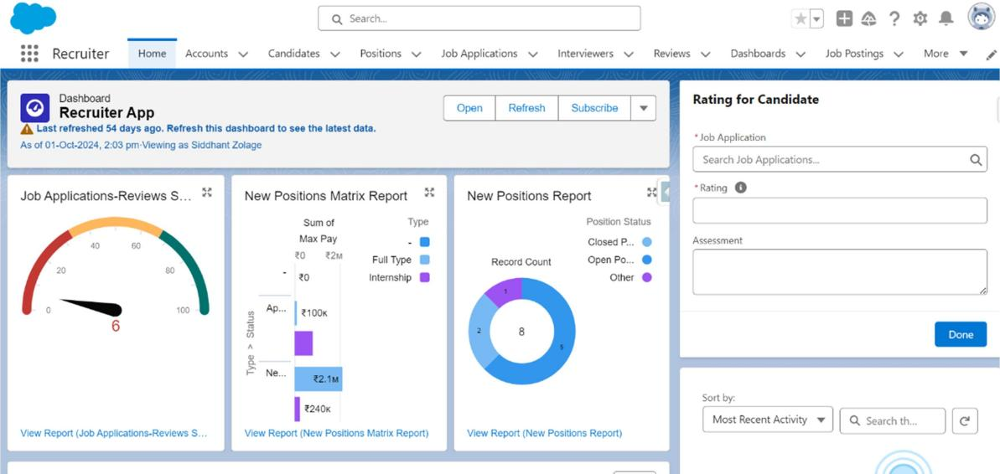 Search...
Recruiter
Home
Accounts
Candidates
Positions
Job Applications
Interviewers
Reviews
Dashboards
Job Postings
More
Dashboard
Recruiter App
Last refreshed 54 days ago. Refresh this dashboard to see the latest data.
As of 01-Oct-2024, 2:03 pm·Viewing as Siddhant Zolage
Open
Refresh
Subscribe
Job Applications-Reviews S...
0
20
40
60
80
100
6
View Report (Job Applications-Reviews S...
New Positions Matrix Report
Sum of
Max Pay
₹0 ₹2M
Type
-
Full Type
Internship
Type > Status
- ₹0
Ap... ₹100K
Ne... ₹2.1M
₹240K
View Report (New Positions Matrix Report)
New Positions Report
Position Status
Closed P...
Open Po...
Other
Record Count
1
2
8
5
View Report (New Positions Report)
Rating for Candidate
*Job Application
Search Job Applications...
*Rating
Assessment
Done
Sort by:
Most Recent Activity
Search th...